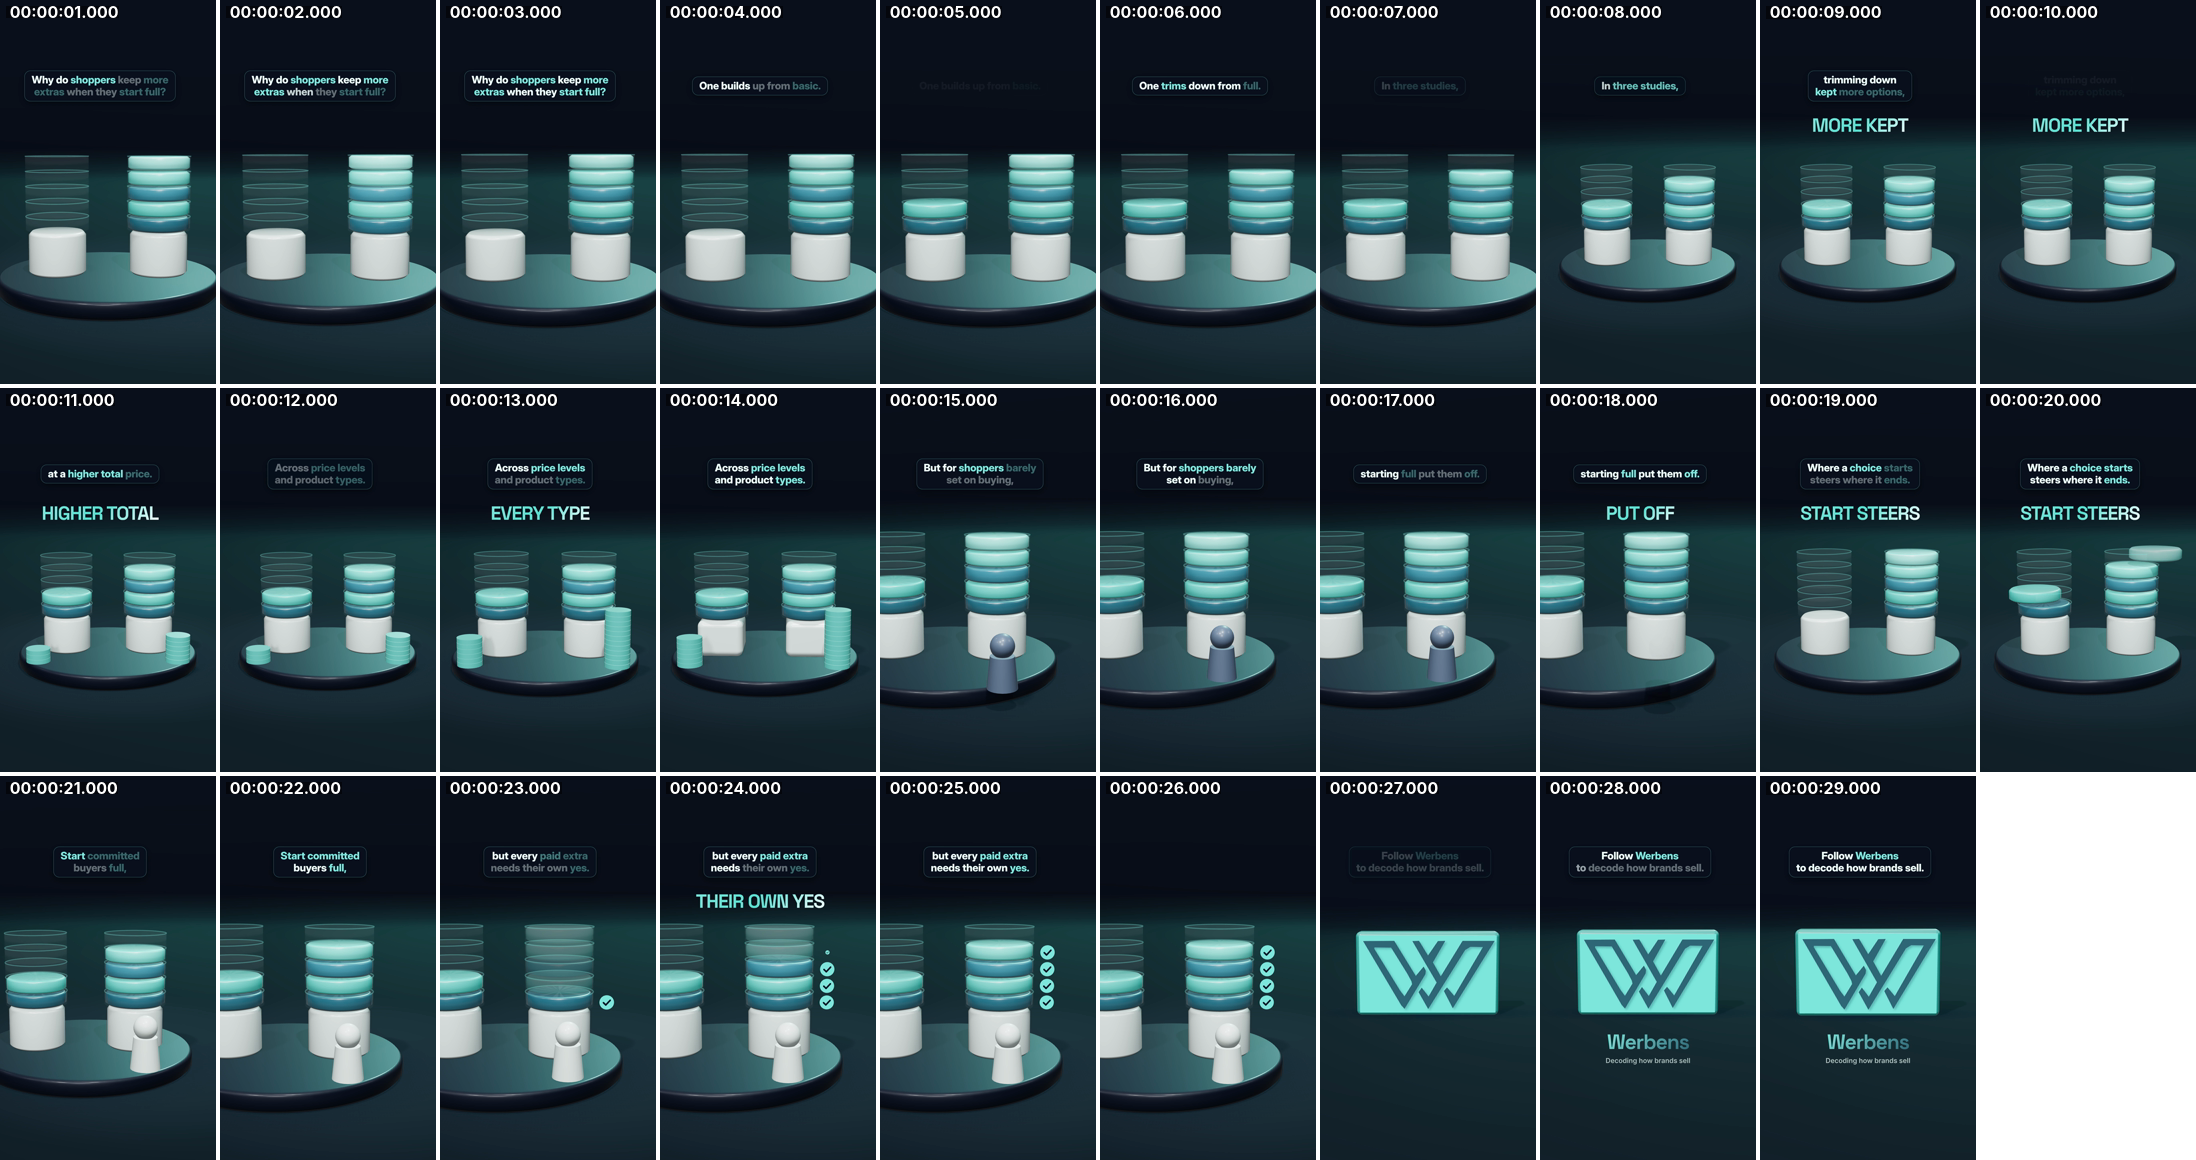 00:00:01.000
Why do shoppers keep more
extras when they start full?
00:00:02.000
Why do shoppers keep more
extras when they start full?
00:00:03.000
Why do shoppers keep more
extras when they start full?
00:00:04.000
One builds up from basic.
00:00:05.000
One builds up from basic.
00:00:06.000
One trims down from full.
00:00:07.000
In three studies,
00:00:08.000
In three studies,
00:00:09.000
trimming down
kept more options,
MORE KEPT
00:00:10.000
trimming down
kept more options,
MORE KEPT
00:00:11.000
at a higher total price.
HIGHER TOTAL
00:00:12.000
Across price levels
and product types.
00:00:13.000
Across price levels
and product types.
EVERY TYPE
00:00:14.000
Across price levels
and product types.
00:00:15.000
But for shoppers barely
set on buying,
00:00:16.000
But for shoppers barely
set on buying,
00:00:17.000
starting full put them off.
00:00:18.000
starting full put them off.
PUT OFF
00:00:19.000
Where a choice starts
steers where it ends.
START STEERS
00:00:20.000
Where a choice starts
steers where it ends.
START STEERS
00:00:21.000
Start committed
buyers full,
00:00:22.000
Start committed
buyers full,
00:00:23.000
but every paid extra
needs their own yes.
00:00:24.000
but every paid extra
needs their own yes.
THEIR OWN YES
00:00:25.000
but every paid extra
needs their own yes.
00:00:26.000
00:00:27.000
Follow Werbens
to decode how brands sell.
00:00:28.000
Follow Werbens
to decode how brands sell.
Werbens
Decoding how brands sell
00:00:29.000
Follow Werbens
to decode how brands sell.
Werbens
Decoding how brands sell